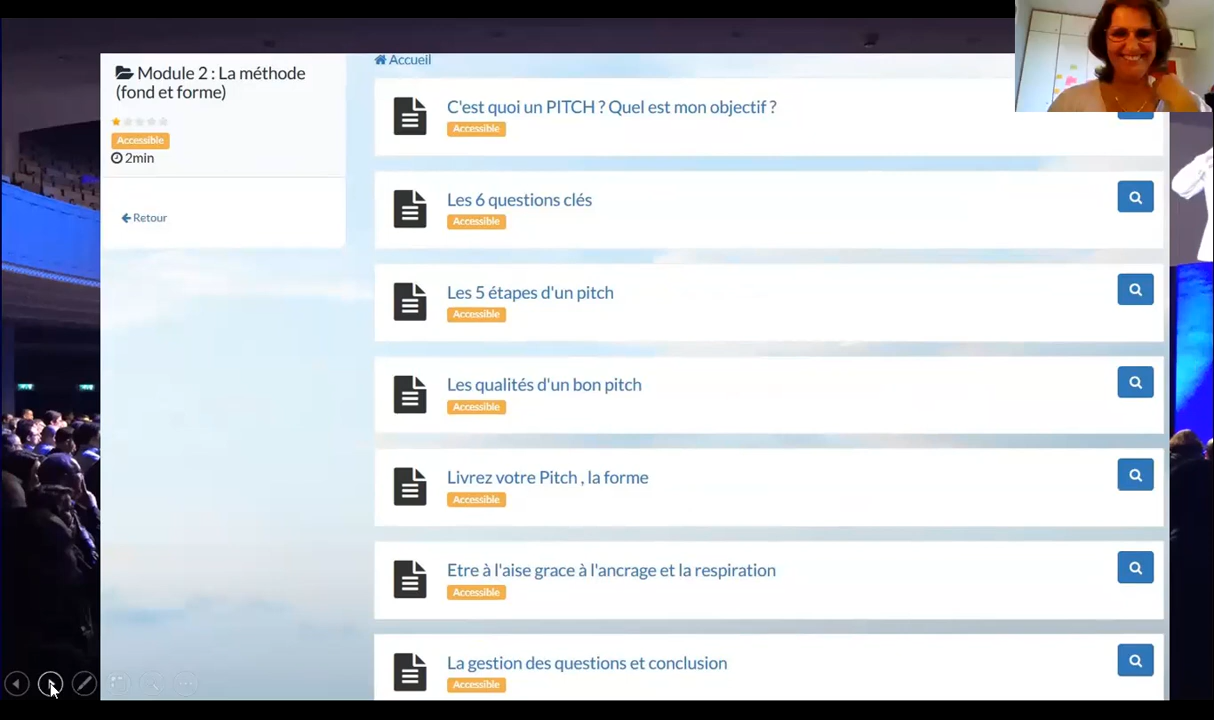 Module 2 : La méthode
(fond et forme)
Accessible
2min
Retour
Accueil
C'est quoi un PITCH ? Quel est mon objectif ?
Accessible
Les 6 questions clés
Accessible
Les 5 étapes d'un pitch
Accessible
Les qualités d'un bon pitch
Accessible
Livrez votre Pitch , la forme
Accessible
Etre à l'aise grace à l'ancrage et la respiration
Accessible
La gestion des questions et conclusion
Accessible